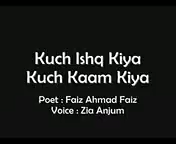 Kuch Ishq Kiya
Kuch Kaam Kiya
Poet : Faiz Ahmad Faiz
Voice : Zia Anjum